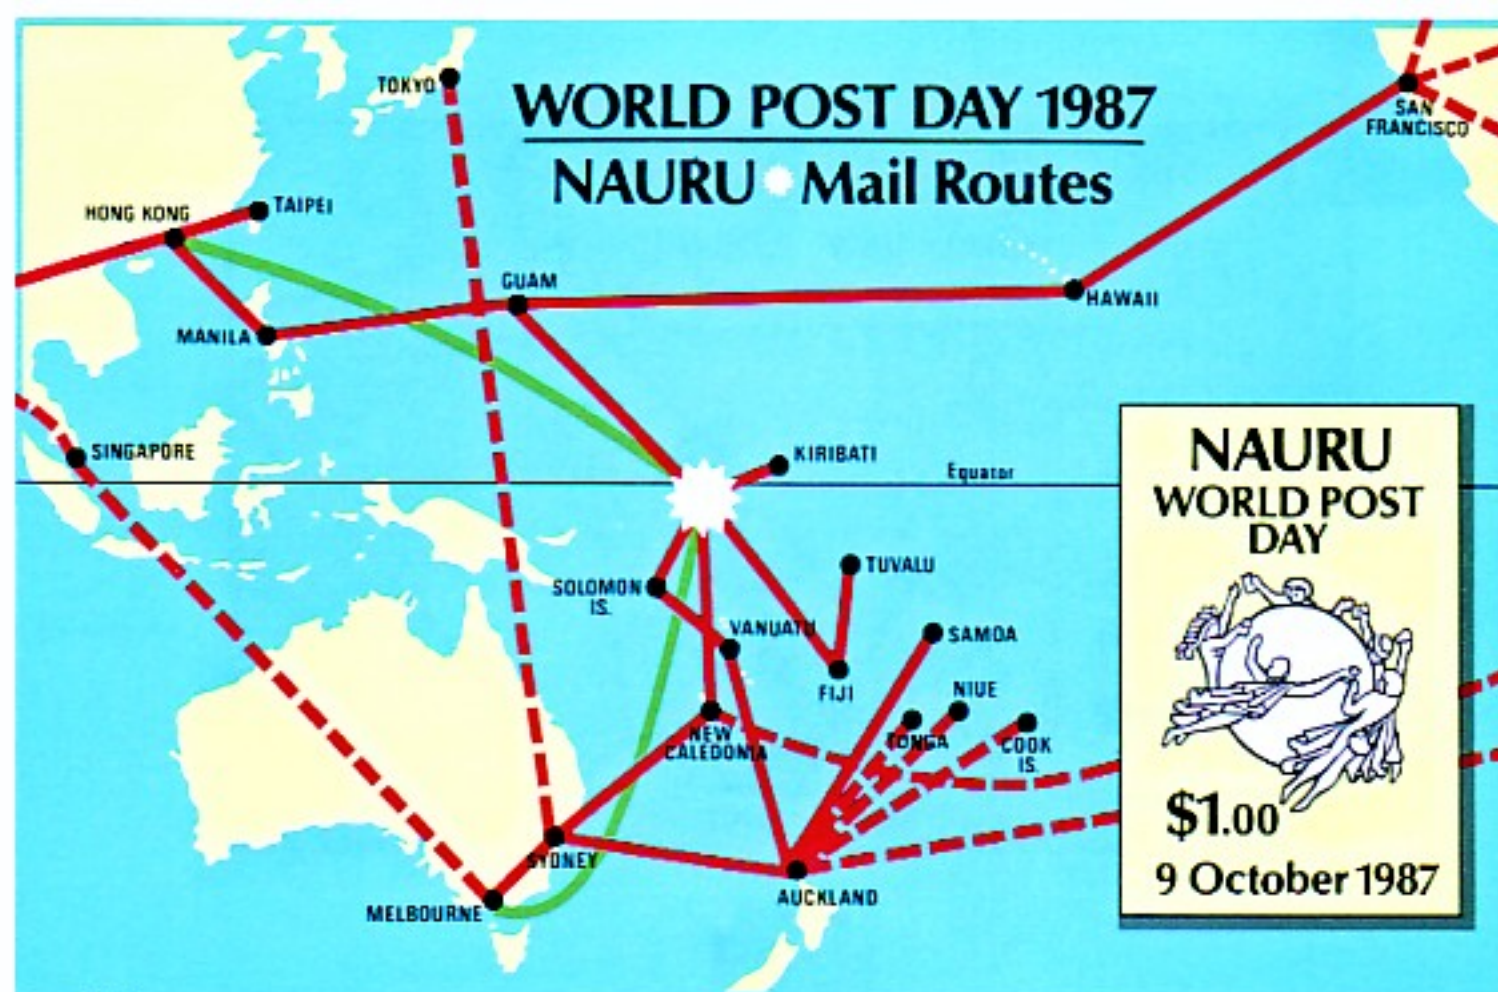 WORLD POST DAY 1987
NAURU Mail Routes
TOKYO
SAN
FRANCISCO
HONG KONG
TAIPEI
GUAM
HAWAII
MANILA
SINGAPORE
KIRIBATI
Equator
TUVALU
SOLOMON
IS.
VANUATU
SAMOA
FIJI
NIUE
NEW
CALEDONIA
TONGA
COOK
IS.
SYDNEY
AUCKLAND
MELBOURNE
NAURU
WORLD POST
DAY
$1.00
9 October 1987